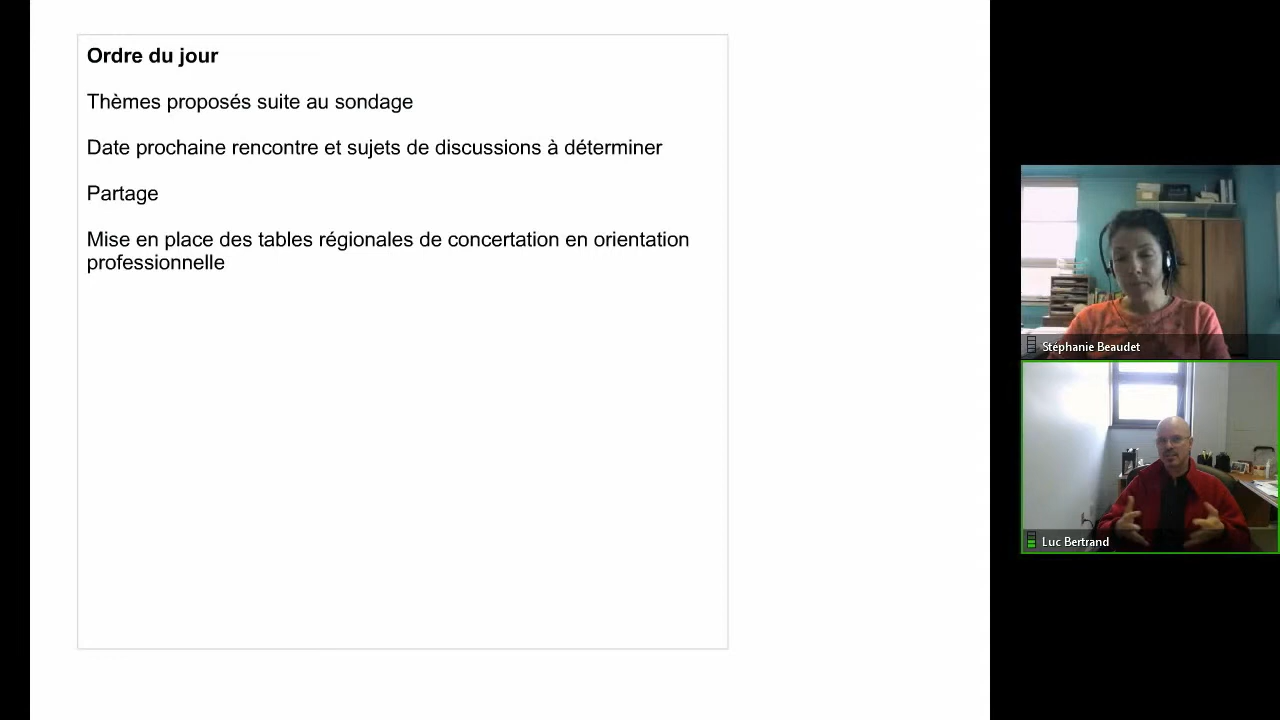 Ordre du jour
Thèmes proposés suite au sondage
Date prochaine rencontre et sujets de discussions à déterminer
Partage
Mise en place des tables régionales de concertation en orientation
professionnelle
Stéphanie Beaudet
Luc Bertrand